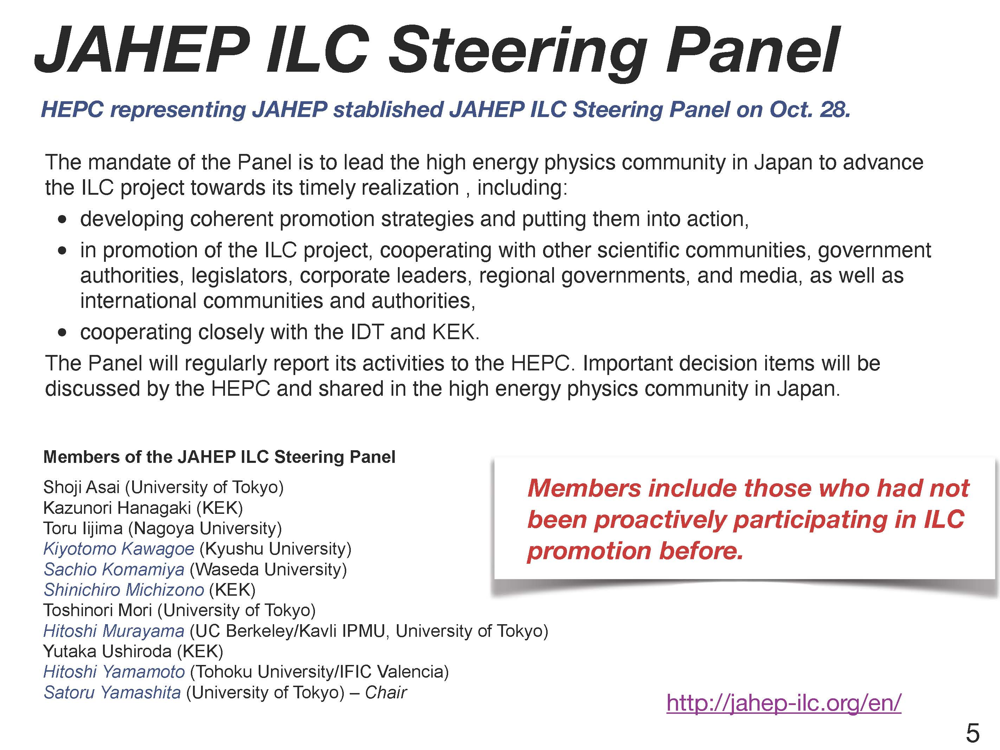 JAHEP ILC Steering Panel
HEPC representing JAHEP stablished JAHEP ILC Steering Panel on Oct. 28.
The mandate of the Panel is to lead the high energy physics community in Japan to advance
the ILC project towards its timely realization , including:
• developing coherent promotion strategies and putting them into action,
• in promotion of the ILC project, cooperating with other scientific communities, government
authorities, legislators, corporate leaders, regional governments, and media, as well as
international communities and authorities,
• cooperating closely with the IDT and KEK.
The Panel will regularly report its activities to the HEPC. Important decision items will be
discussed by the HEPC and shared in the high energy physics community in Japan.
Members of the JAHEP ILC Steering Panel
Shoji Asai (University of Tokyo)
Kazunori Hanagaki (KEK)
Toru Iijima (Nagoya University)
Kiyotomo Kawagoe (Kyushu University)
Sachio Komamiya (Waseda University)
Shinichiro Michizono (KEK)
Toshinori Mori (University of Tokyo)
Hitoshi Murayama (UC Berkeley/Kavli IPMU, University of Tokyo)
Yutaka Ushiroda (KEK)
Hitoshi Yamamoto (Tohoku University/IFIC Valencia)
Satoru Yamashita (University of Tokyo) – Chair
Members include those who had not
been proactively participating in ILC
promotion before.
http://jahep-ilc.org/en/
5